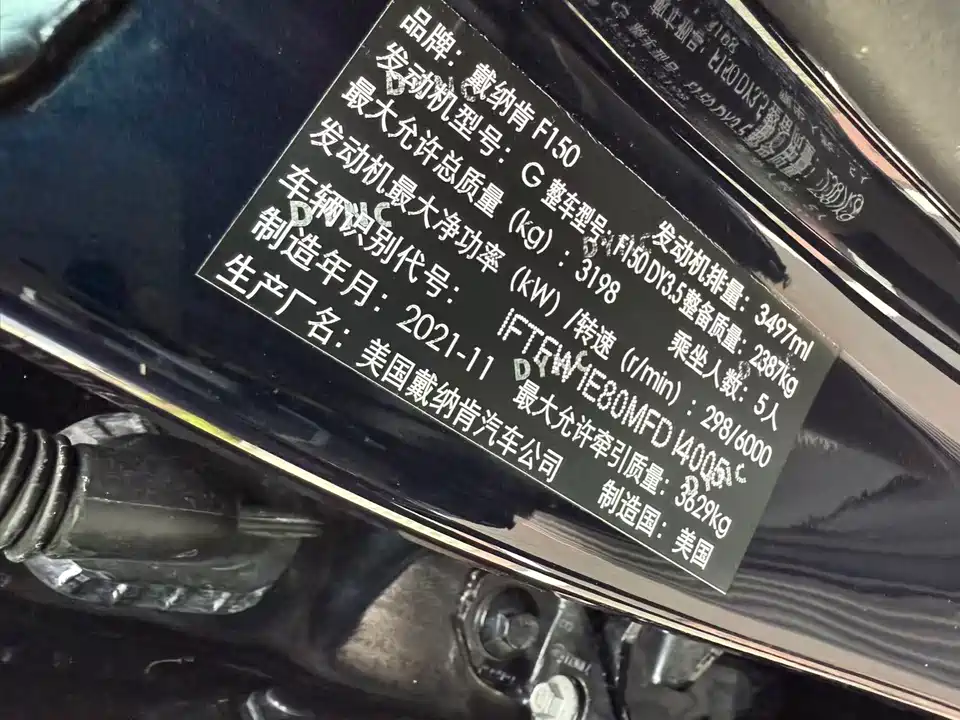 品牌：戴纳肯 F150 发动机排量：3497ml
发动机型号：G 整车型号：F150 DY3.5 整备质量：2387kg
最大允许总质量（kg）：3198 乘坐人数：5人
发动机最大净功率（kW）/转速（r/min）：298/6000
车辆识别代号：1FTFW1E80MFD14005
制造年月：2021-11 最大允许牵引质量：3629kg
生产厂名：美国戴纳肯汽车公司 制造国：美国